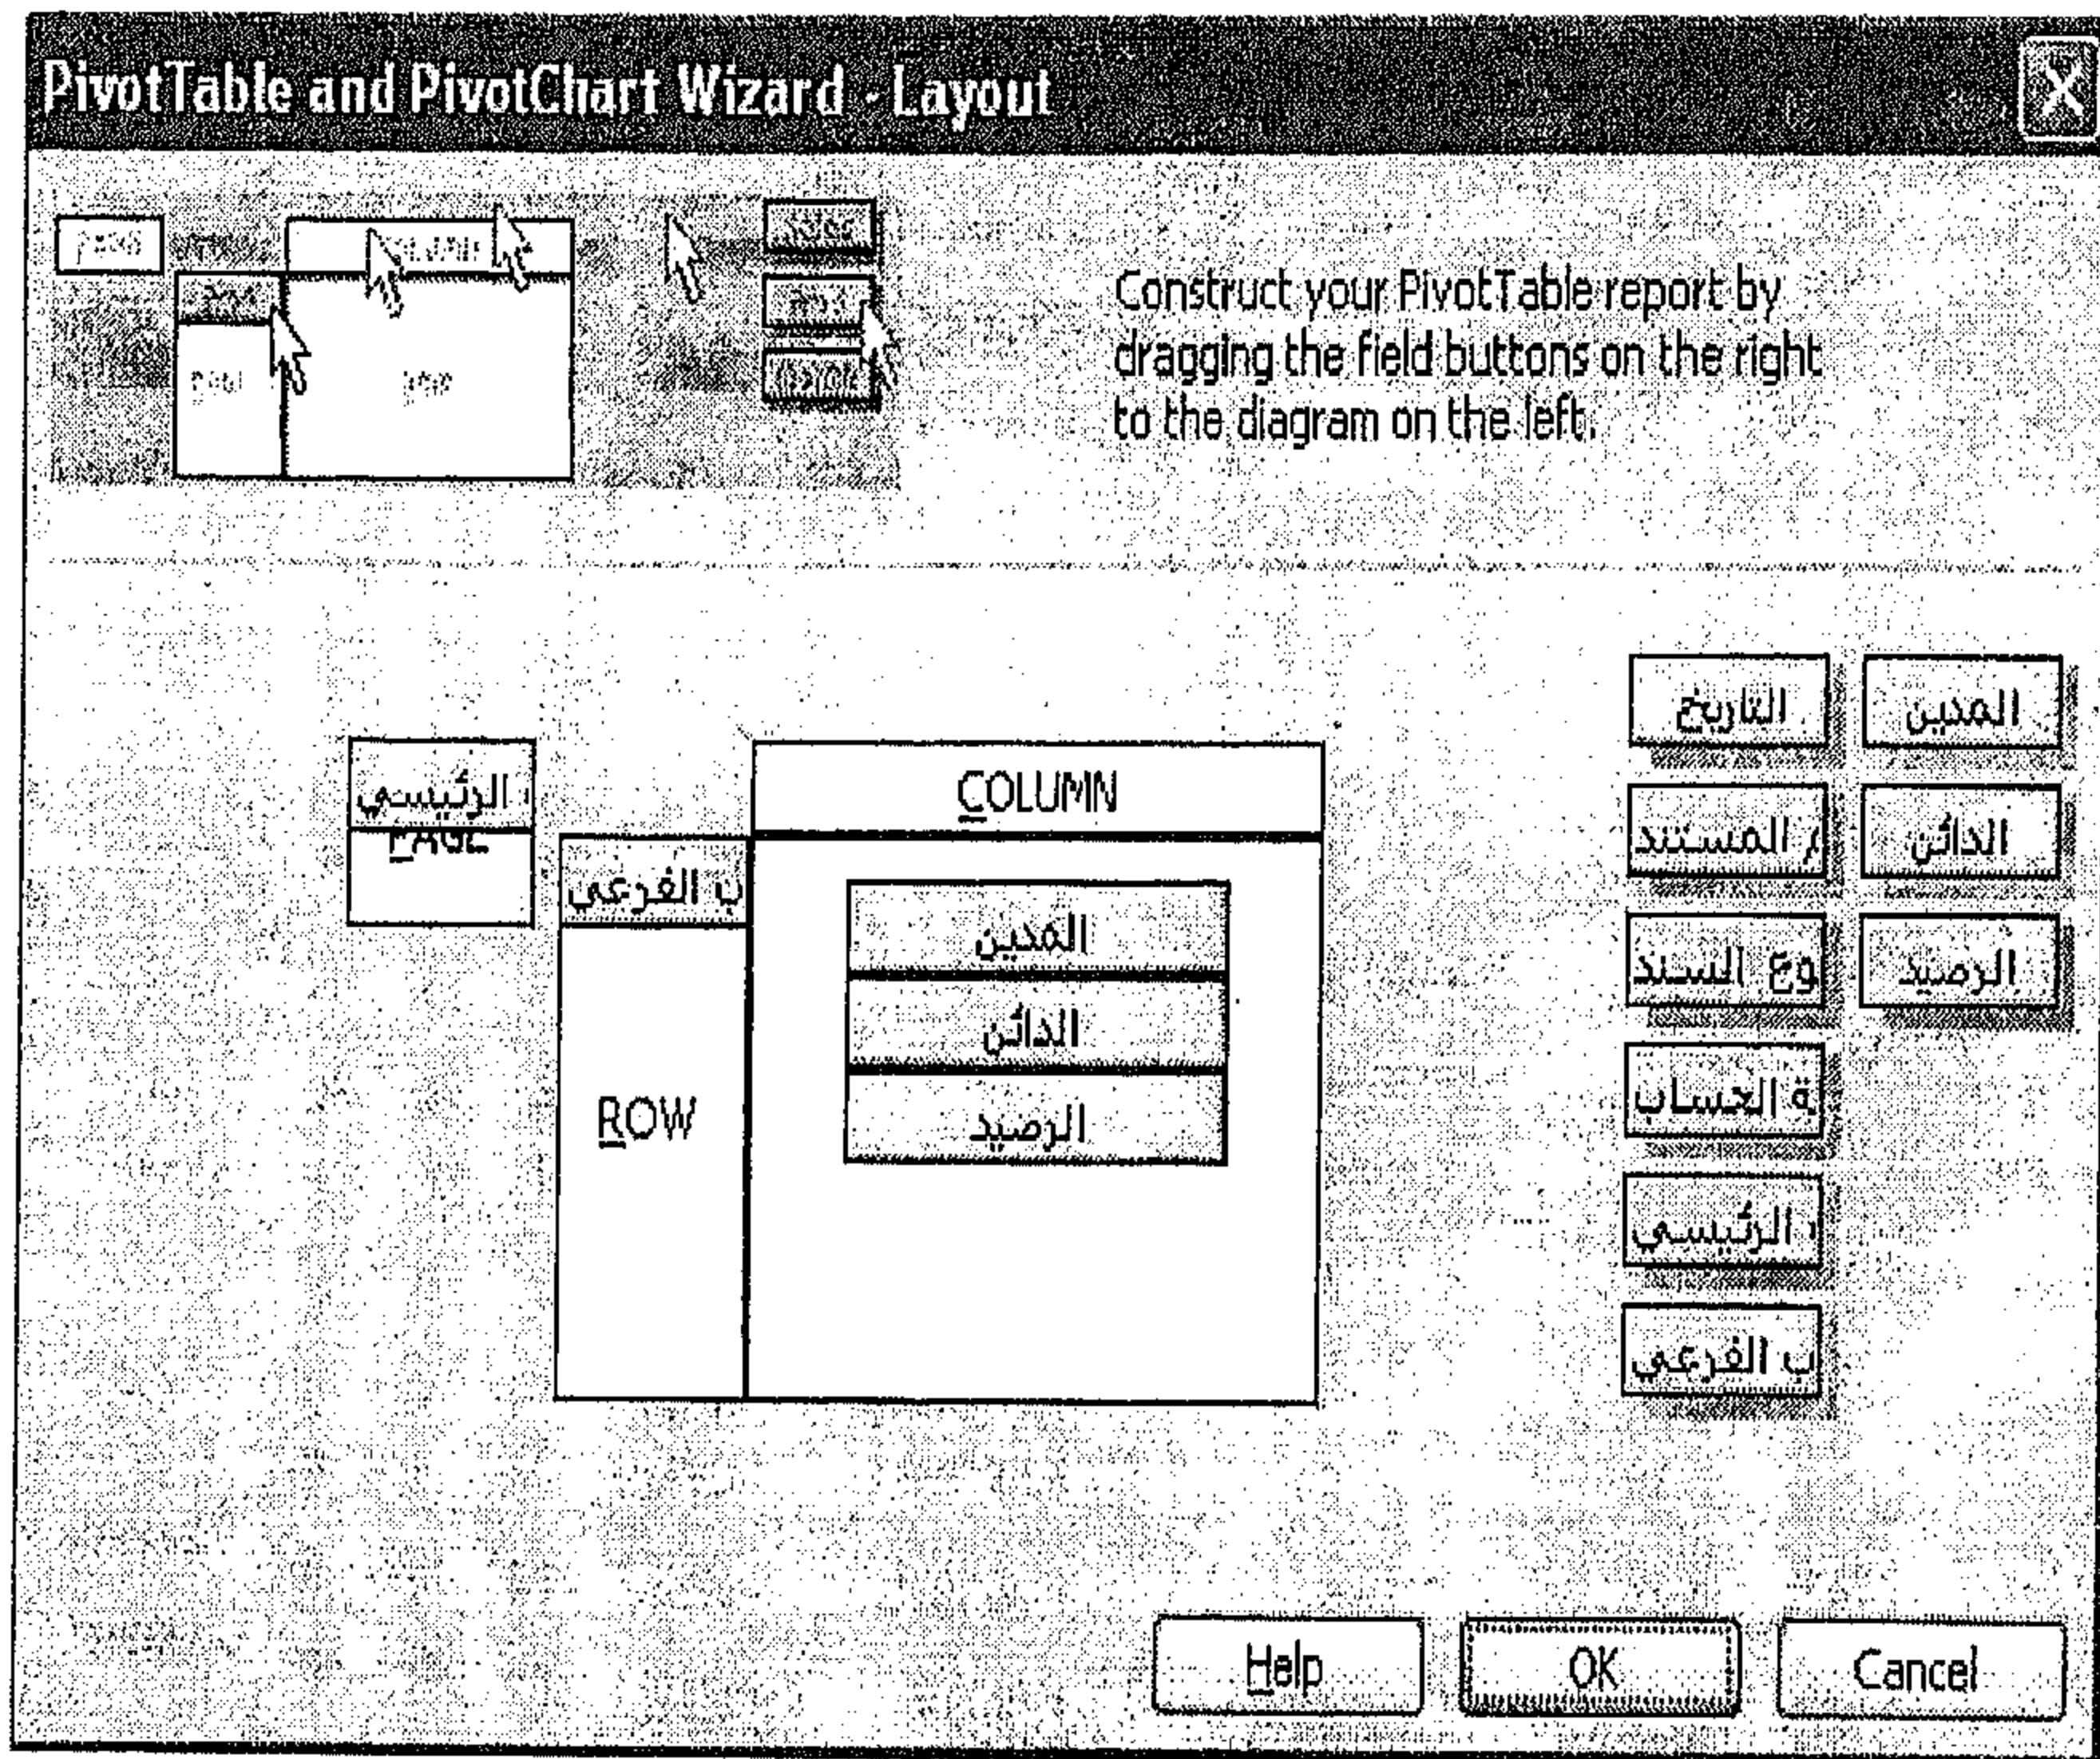 PivotTable and PivotChart Wizard - Layout
COLUMN
Construct your PivotTable report by
dragging the field buttons on the right
to the diagram on the left.
الرئيسي
PAGE
COLUMN
ب الفرعي
ROW
المدين
الدائن
الرصيد
التاريخ
المدين
م المستند
الدائن
وع السند
الرصيد
ة الحساب
الرئيسي
ب الفرعي
Help
OK
Cancel